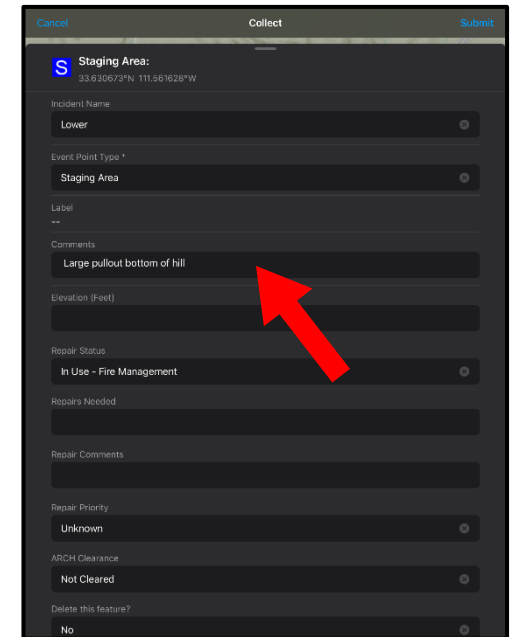 Cancel Collect Submit
S Staging Area:
33.630673°N 111.561628°W
Incident Name
Lower
Event Point Type *
Staging Area
Label
--
Comments
Large pullout bottom of hill
Elevation (Feet)
Repair Status
In Use - Fire Management
Repairs Needed
Repair Comments
Repair Priority
Unknown
ARCH Clearance
Not Cleared
Delete this feature?
No